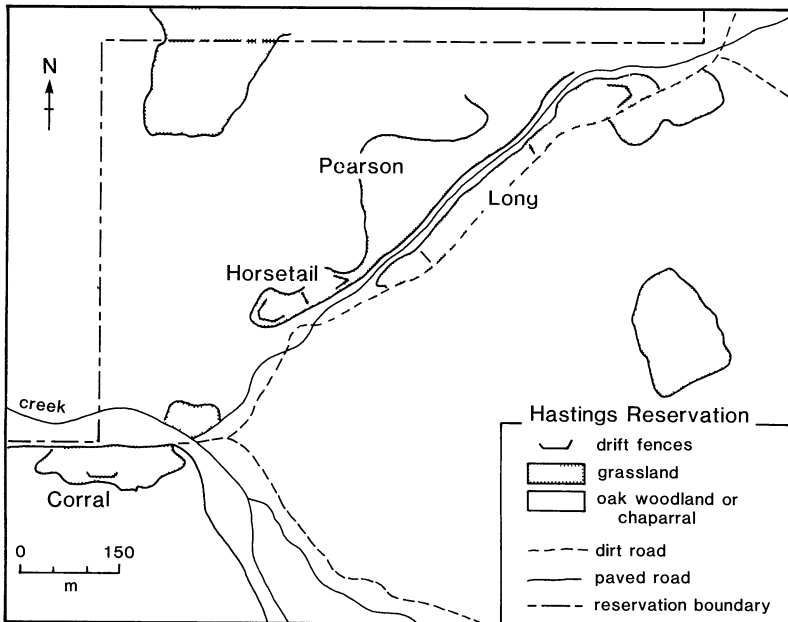 N
Pearson
Long
Horsetail
creek
Corral
0 150
m
Hastings Reservation
drift fences
grassland
oak woodland or
chaparral
dirt road
paved road
reservation boundary